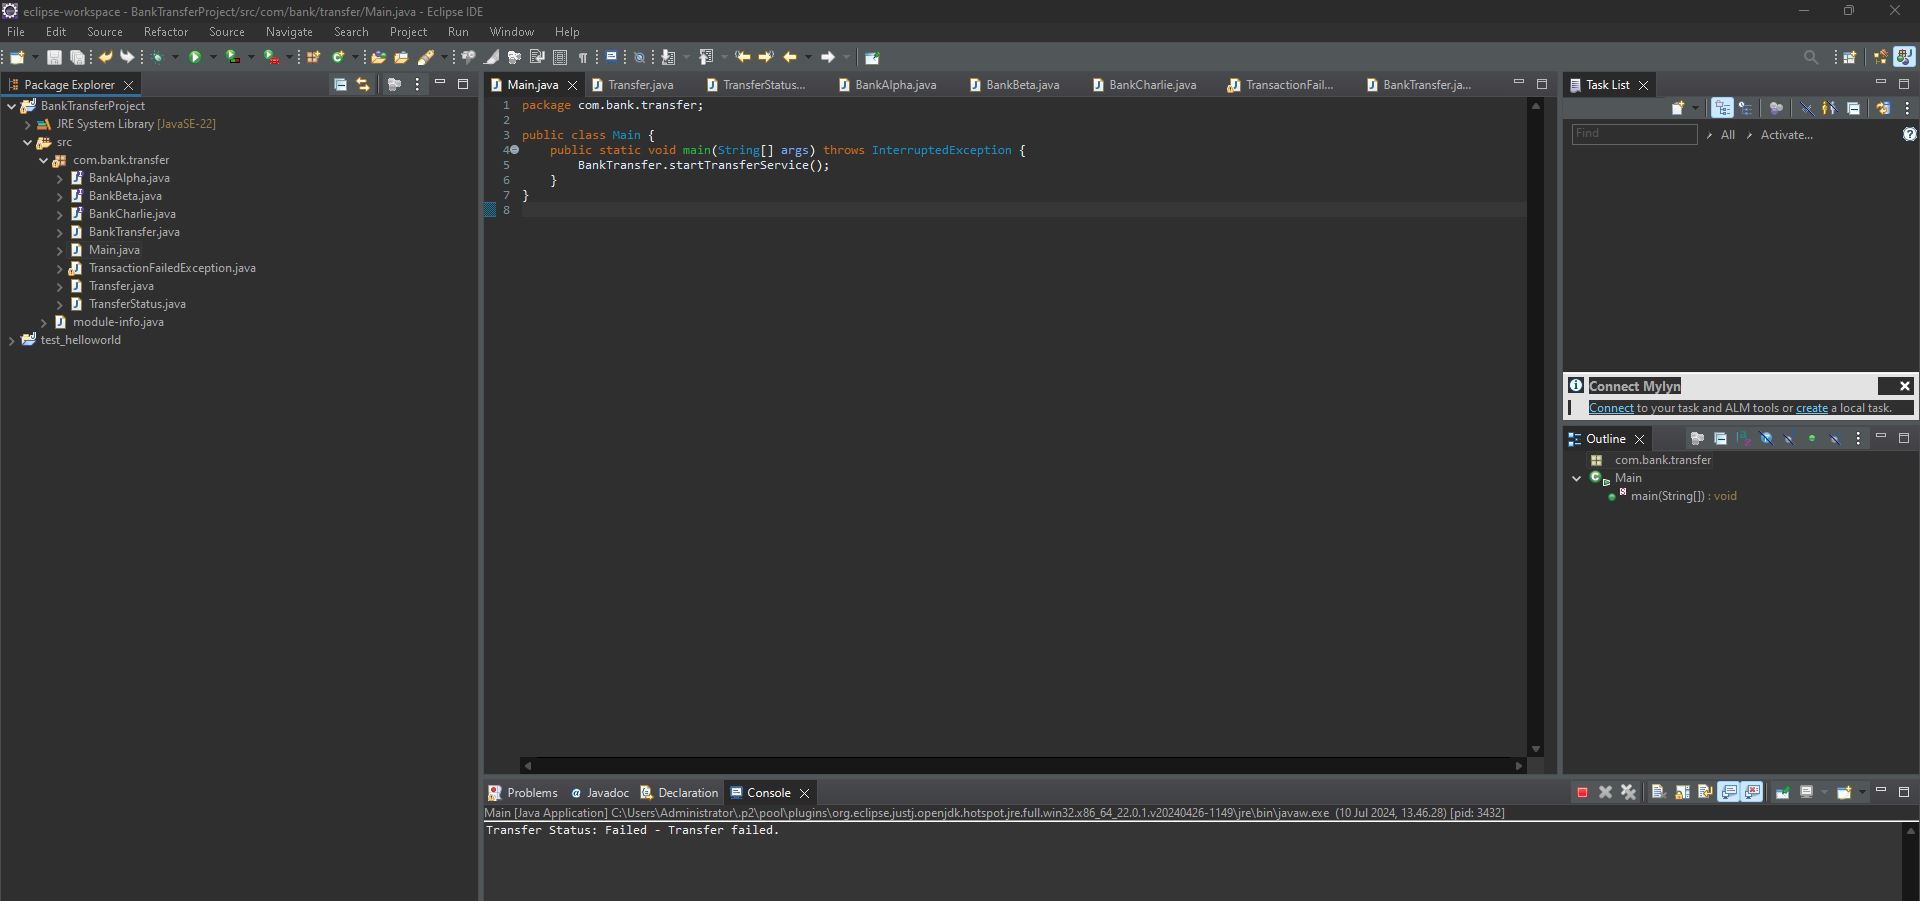 eclipse-workspace - BankTransferProject/src/com/bank/transfer/Main.java - Eclipse IDE
File Edit Source Refactor Source Navigate Search Project Run Window Help
Package Explorer
BankTransferProject
JRE System Library [JavaSE-22]
src
com.bank.transfer
BankAlpha.java
BankBeta.java
BankCharlie.java
BankTransfer.java
Main.java
TransactionFailedException.java
Transfer.java
TransferStatus.java
module-info.java
test_helloworld
Main.java Transfer.java TransferStatus... BankAlpha.java BankBeta.java BankCharlie.java TransactionFail... BankTransfer.ja...
1 package com.bank.transfer;
2
3 public class Main {
4 public static void main(String[] args) throws InterruptedException {
5 BankTransfer.startTransferService();
6 }
7 }
8
Task List
Find All Activate...
Connect Mylyn
Connect to your task and ALM tools or create a local task.
Outline
com.bank.transfer
Main
main(String[]) : void
Problems Javadoc Declaration Console
Main [Java Application] C:\Users\Administrator\.p2\pool\plugins\org.eclipse.justj.openjdk.hotspot.jre.full.win32.x86_64_22.0.1.v20240426-1149\jre\bin\javaw.exe (10 Jul 2024, 13.46.28) [pid: 3432]
Transfer Status: Failed - Transfer failed.